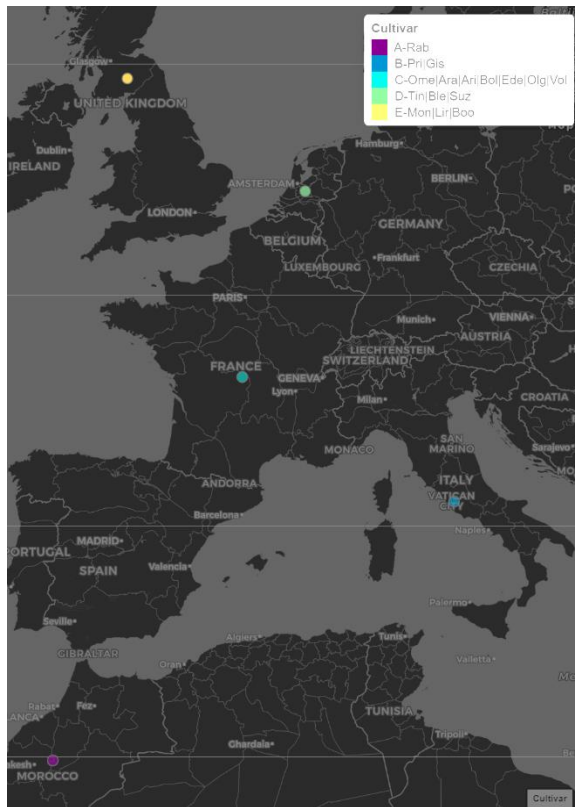 Cultivar
A-Rab
B-Pri|Gis
C-Ome|Ara|Ari|Bol|Ede|Olg|Vol
D-Tin|Ble|Suz
E-Mon|Lir|Boo
Glasgow
UNITED KINGDOM
Dublin
IRELAND
Hamburg
AMSTERDAM
BERLIN
LONDON
GERMANY
BELGIUM
Frankfurt
LUXEMBOURG
CZECHIA
PARIS
Munich
VIENNA
AUSTRIA
LIECHTENSTEIN
SWITZERLAND
FRANCE
GENEVA
Lyon
Milan
CROATIA
MONACO
SAN
MARINO
Sarajevo
ANDORRA
ITALY
VATICAN
CITY
Barcelona
Naples
MADRID
PORTUGAL
SPAIN
Valencia
Palermo
Seville
Algiers
Tunis
GIBRALTAR
Valletta
Oran
Rabat
Fez
TUNISIA
Tripoli
Ghardaia
MOROCCO
Cultivar